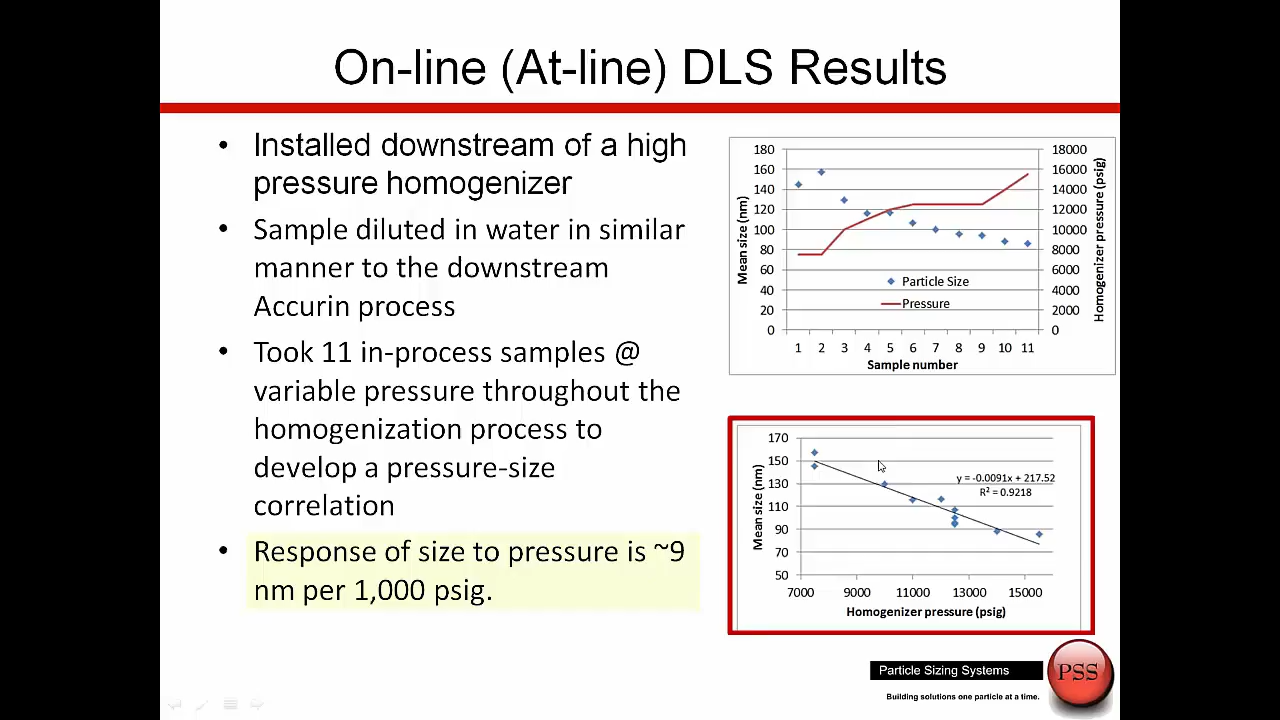 On-line (At-line) DLS Results
• Installed downstream of a high
pressure homogenizer
• Sample diluted in water in similar
manner to the downstream
Accurin process
• Took 11 in-process samples @
variable pressure throughout the
homogenization process to
develop a pressure-size
correlation
• Response of size to pressure is ~9
nm per 1,000 psig.
180
160
140
120
100
80
60
40
20
0
Mean size (nm)
18000
16000
14000
12000
10000
8000
6000
4000
2000
0
Homogenizer pressure (psig)
Particle Size
Pressure
1 2 3 4 5 6 7 8 9 10 11
Sample number
170
150
130
110
90
70
50
Mean size (nm)
y = -0.0091x + 217.52
R² = 0.9218
7000 9000 11000 13000 15000
Homogenizer pressure (psig)
Particle Sizing Systems
PSS
Building solutions one particle at a time.